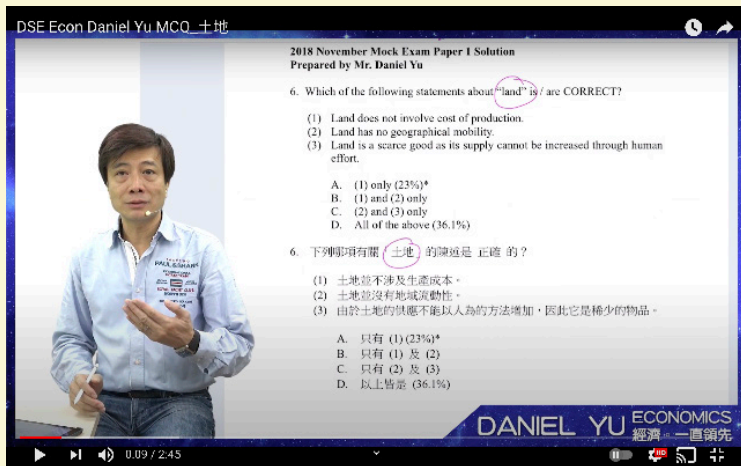 DSE Econ Daniel Yu MCQ_土地
2018 November Mock Exam Paper 1 Solution
Prepared by Mr. Daniel Yu
6. Which of the following statements about “land” is / are CORRECT?
(1) Land does not involve cost of production.
(2) Land has no geographical mobility.
(3) Land is a scarce good as its supply cannot be increased through human
effort.
A. (1) only (23%)*
B. (1) and (2) only
C. (2) and (3) only
D. All of the above (36.1%)
6. 下列哪項有關「土地」的陳述是 正確 的？
(1) 土地並不涉及生產成本。
(2) 土地並沒有地域流動性。
(3) 由於土地的供應不能以人為的方法增加，因此它是稀少的物品。
A. 只有 (1) (23%)*
B. 只有 (1) 及 (2)
C. 只有 (2) 及 (3)
D. 以上皆是 (36.1%)
PAUL&SHARK
DANIEL YU ECONOMICS
經濟 一直領先
0:09 / 2:45
HD